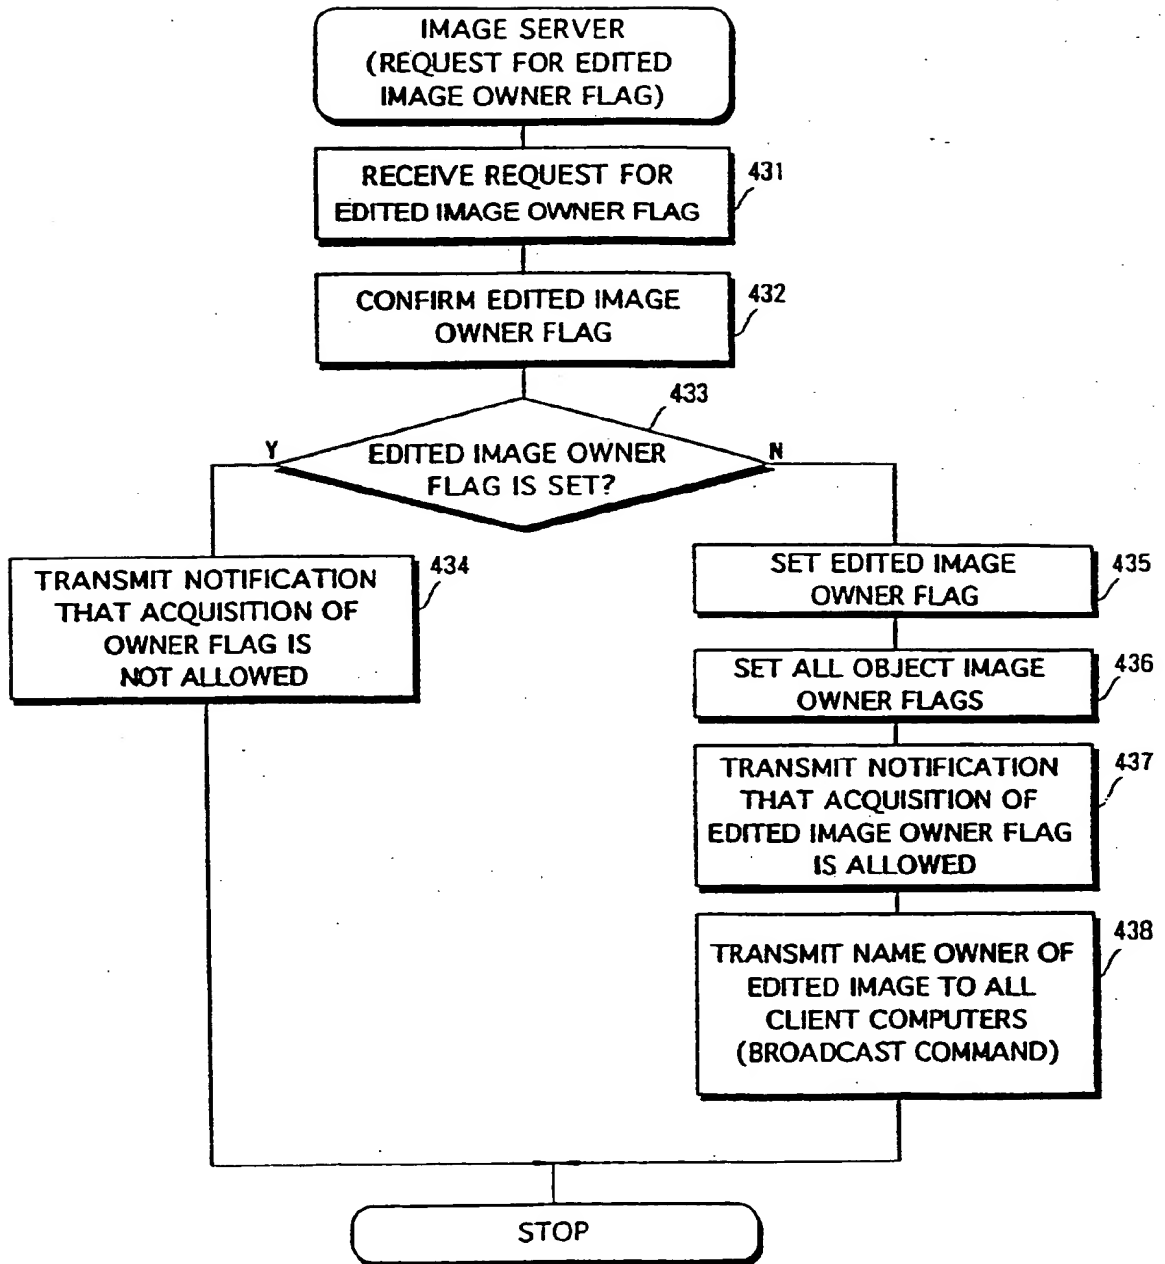 IMAGE SERVER
(REQUEST FOR EDITED
IMAGE OWNER FLAG)
RECEIVE REQUEST FOR
EDITED IMAGE OWNER FLAG
431
CONFIRM EDITED IMAGE
OWNER FLAG
432
433
Y
EDITED IMAGE OWNER
FLAG IS SET?
N
TRANSMIT NOTIFICATION
THAT ACQUISITION OF
OWNER FLAG IS
NOT ALLOWED
434
SET EDITED IMAGE
OWNER FLAG
435
SET ALL OBJECT IMAGE
OWNER FLAGS
436
TRANSMIT NOTIFICATION
THAT ACQUISITION OF
EDITED IMAGE OWNER FLAG
IS ALLOWED
437
TRANSMIT NAME OWNER OF
EDITED IMAGE TO ALL
CLIENT COMPUTERS
(BROADCAST COMMAND)
438
STOP